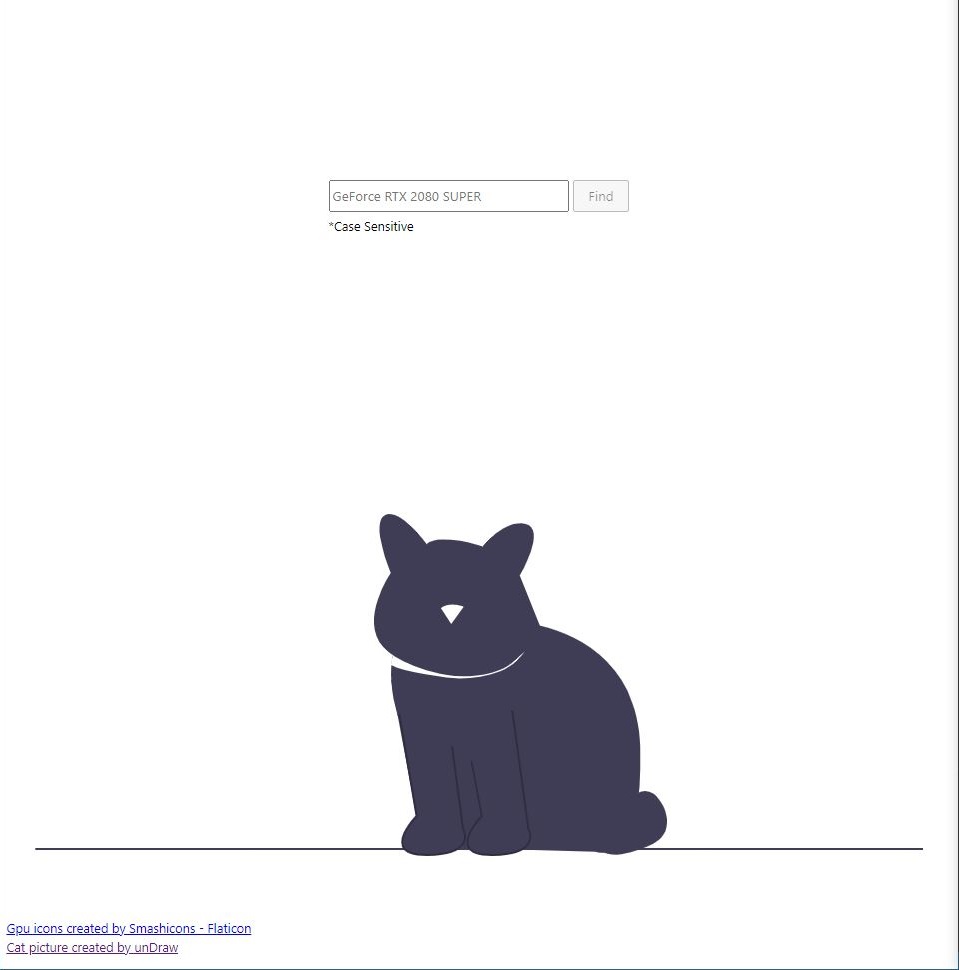 GeForce RTX 2080 SUPER
Find
*Case Sensitive
Gpu icons created by Smashicons - Flaticon
Cat picture created by unDraw